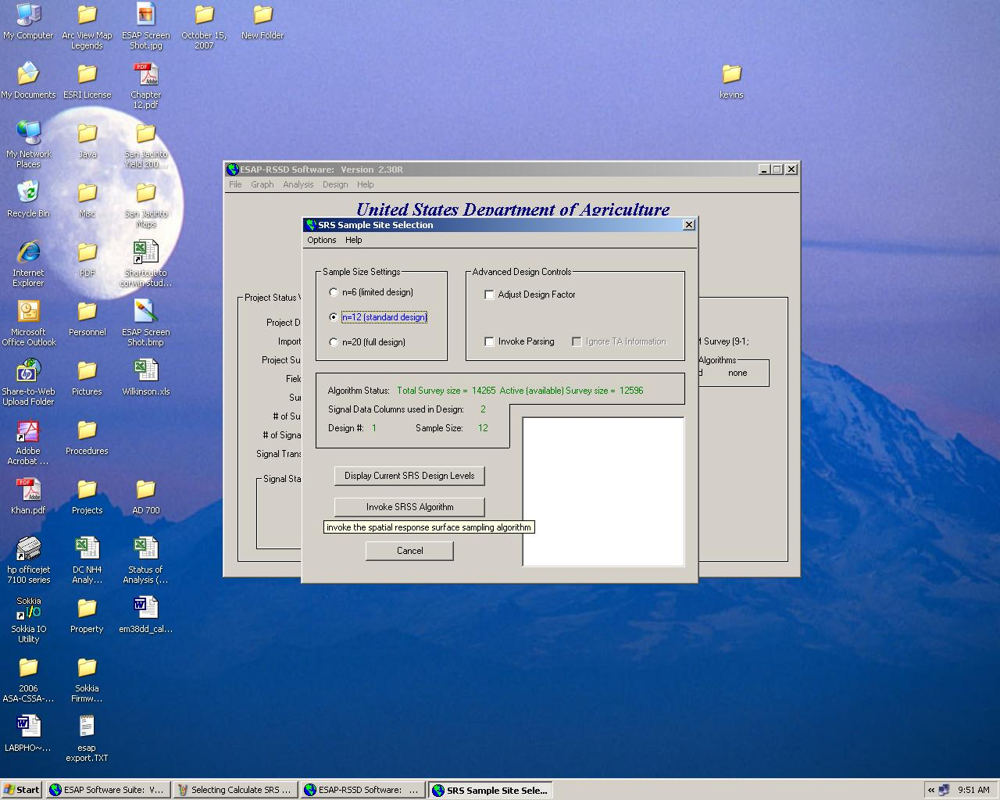 My Computer
Arc View Map Legends
ESAP Screen Shot.jpg
October 15, 2007
New Folder
My Documents
ESRI License
Chapter 12.pdf
kevins
My Network Places
Java
San Jacinto Yield 200...
Recycle Bin
Misc
San Jacinto Maps
Internet Explorer
PDF
Shortcut to corwin stud...
Microsoft Office Outlook
Personnel
ESAP Screen Shot.bmp
Share-to-Web Upload Folder
Pictures
Wilkinson.xls
Adobe Acrobat ...
Procedures
Khan.pdf
Projects
AD 700
hp officejet 7100 series
DC NH4 Analy...
Status of Analysis (...
Sokkia I/O
Sokkia IO Utility
Property
em38dd_cal...
2006 ASA-CSSA-...
Sokkia Firmw...
LABPHO~...
esap export.TXT
ESAP-RSSD Software: Version 2.30R
File Graph Analysis Design Help
United States Department of Agriculture
Project Status
Project D
Import
Project Su
Field
Su
# of Su
# of Signa
Signal Trans
Signal Sta
M Survey (9-1;
Algorithms
d none
SRS Sample Site Selection
Options Help
Sample Size Settings
n=6 (limited design)
n=12 (standard design)
n=20 (full design)
Advanced Design Controls
Adjust Design Factor
Invoke Parsing
Ignore TA Information
Algorithm Status: Total Survey size = 14265 Active (available) Survey size = 12596
Signal Data Columns used in Design: 2
Design #: 1 Sample Size: 12
Display Current SRS Design Levels
Invoke SRSS Algorithm
invoke the spatial response surface sampling algorithm
Cancel
Start
ESAP Software Suite: V...
Selecting Calculate SRS ...
ESAP-RSSD Software: ...
SRS Sample Site Sele...
9:51 AM